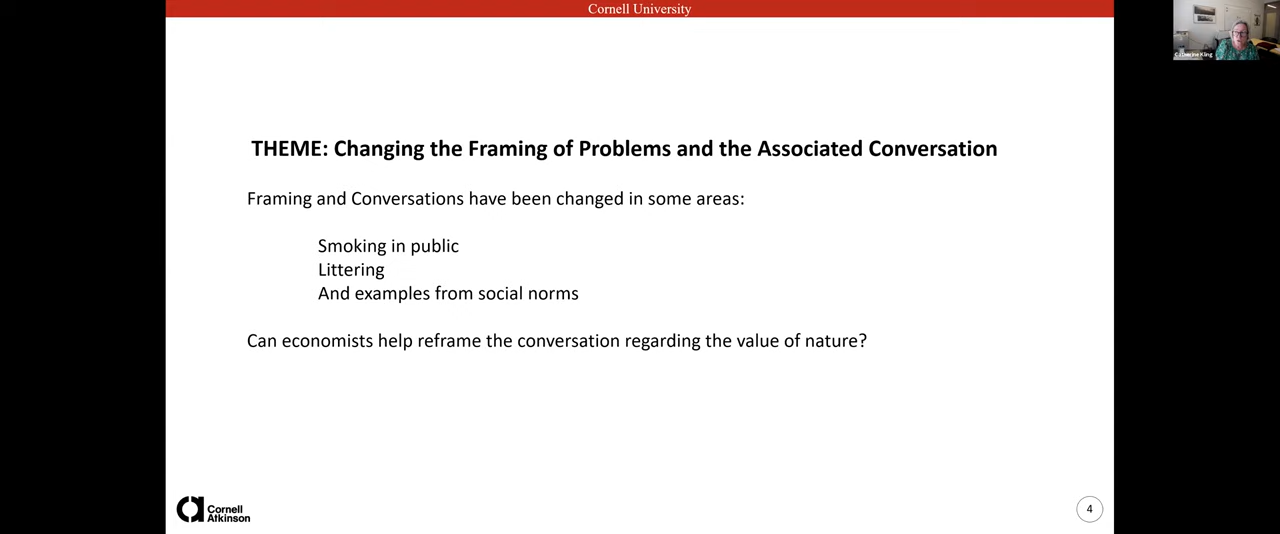 Cornell University
Catherine Kling
THEME: Changing the Framing of Problems and the Associated Conversation
Framing and Conversations have been changed in some areas:
Smoking in public
Littering
And examples from social norms
Can economists help reframe the conversation regarding the value of nature?
Cornell
Atkinson
4